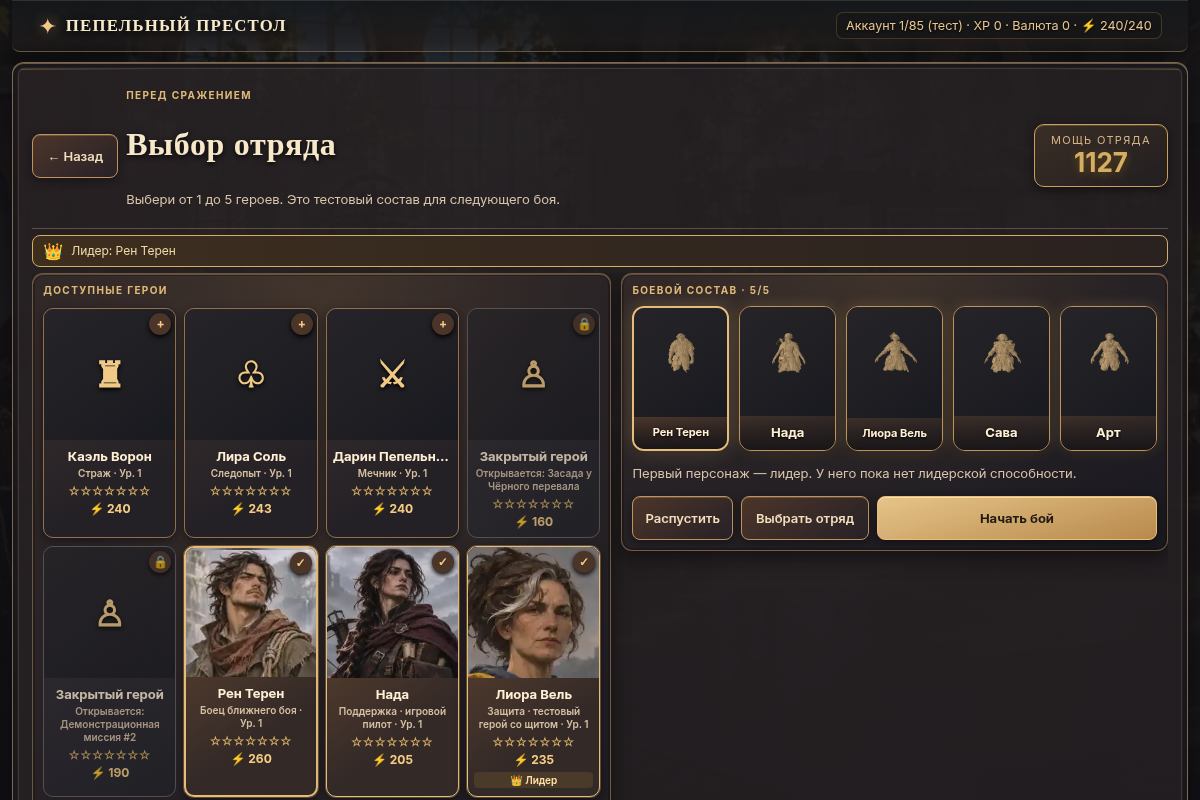 ПЕПЕЛЬНЫЙ ПРЕСТОЛ
Аккаунт 1/85 (тест) · XP 0 · Валюта 0 · ⚡ 240/240
ПЕРЕД СРАЖЕНИЕМ
← Назад
Выбор отряда
Выбери от 1 до 5 героев. Это тестовый состав для следующего боя.
МОЩЬ ОТРЯДА
1127
👑 Лидер: Рен Терен
ДОСТУПНЫЕ ГЕРОИ
Каэль Ворон
Страж · Ур. 1
☆☆☆☆☆☆☆
⚡ 240
Лира Соль
Следопыт · Ур. 1
☆☆☆☆☆☆☆
⚡ 243
Дарин Пепельн...
Мечник · Ур. 1
☆☆☆☆☆☆☆
⚡ 240
Закрытый герой
Открывается: Засада у
Чёрного перевала
☆☆☆☆☆☆☆
⚡ 160
Закрытый герой
Открывается:
Демонстрационная
миссия #2
☆☆☆☆☆☆☆
⚡ 190
Рен Терен
Боец ближнего боя ·
Ур. 1
☆☆☆☆☆☆☆
⚡ 260
Нада
Поддержка · игровой
пилот · Ур. 1
☆☆☆☆☆☆☆
⚡ 205
Лиора Вель
Защита · тестовый
герой со щитом · Ур. 1
☆☆☆☆☆☆☆
⚡ 235
👑 Лидер
БОЕВОЙ СОСТАВ · 5/5
Рен Терен
Нада
Лиора Вель
Сава
Арт
Первый персонаж — лидер. У него пока нет лидерской способности.
Распустить
Выбрать отряд
Начать бой